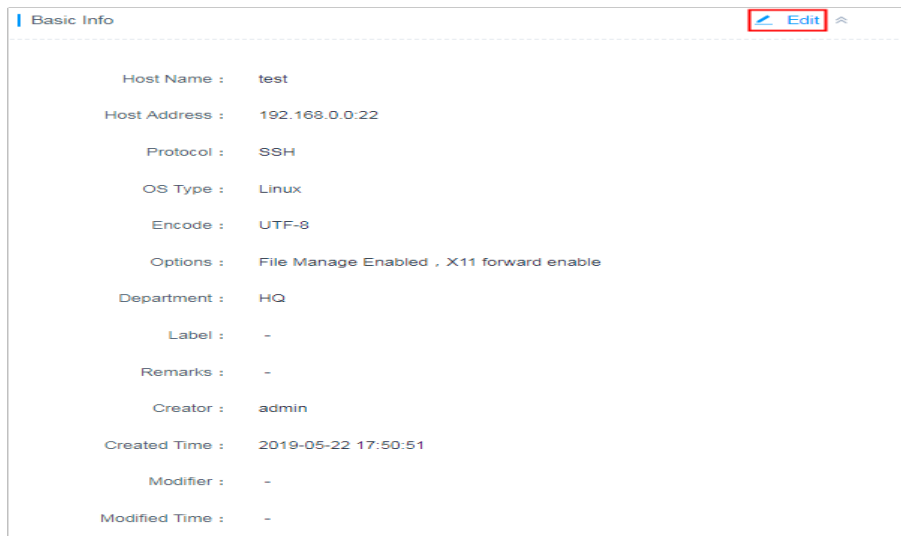 Basic Info Edit
Host Name : test
Host Address : 192.168.0.0:22
Protocol : SSH
OS Type : Linux
Encode : UTF-8
Options : File Manage Enabled , X11 forward enable
Department : HQ
Label : -
Remarks : -
Creator : admin
Created Time : 2019-05-22 17:50:51
Modifier : -
Modified Time : -